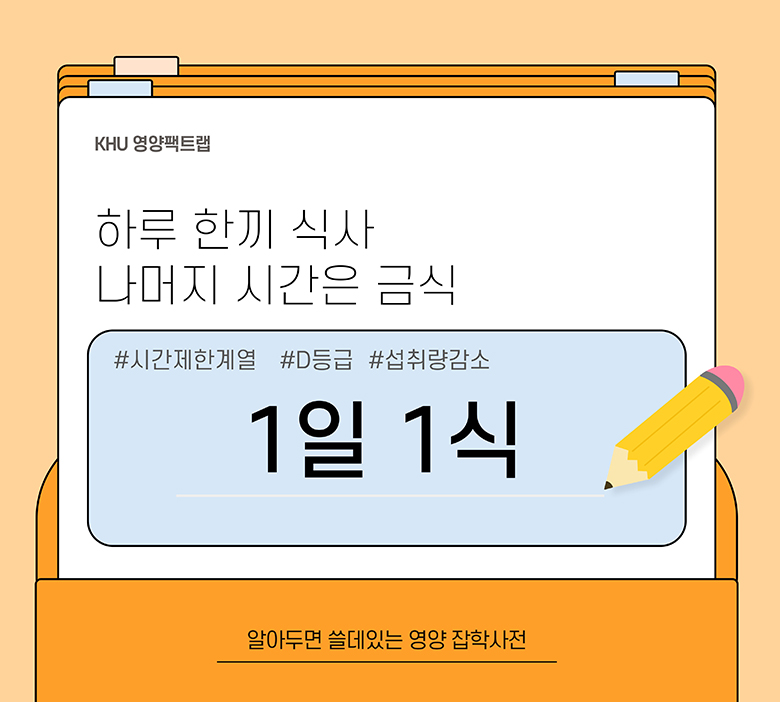 KHU 영양팩트랩
하루 한끼 식사
나머지 시간은 금식
#시간제한계열 #D등급 #섭취량감소
1일 1식
알아두면 쓸데있는 영양 잡학사전